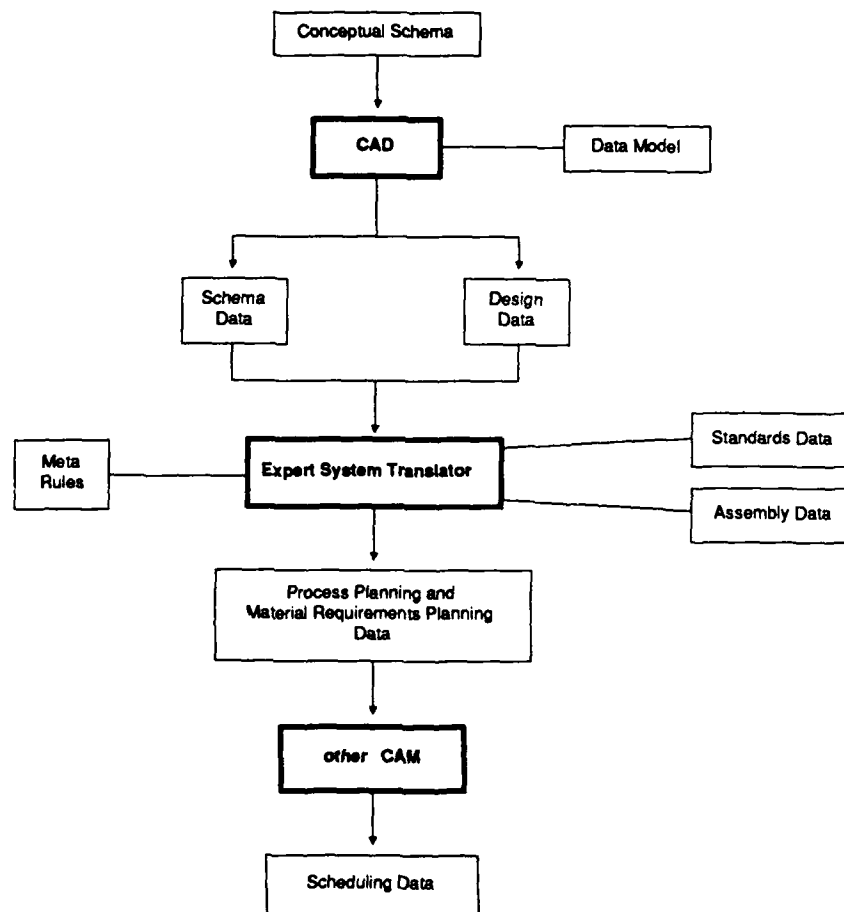 Conceptual Schema
CAD
Data Model
Schema
Data
Design
Data
Standards Data
Meta
Rules
Expert System Translator
Assembly Data
Process Planning and
Material Requirements Planning
Data
other CAM
Scheduling Data